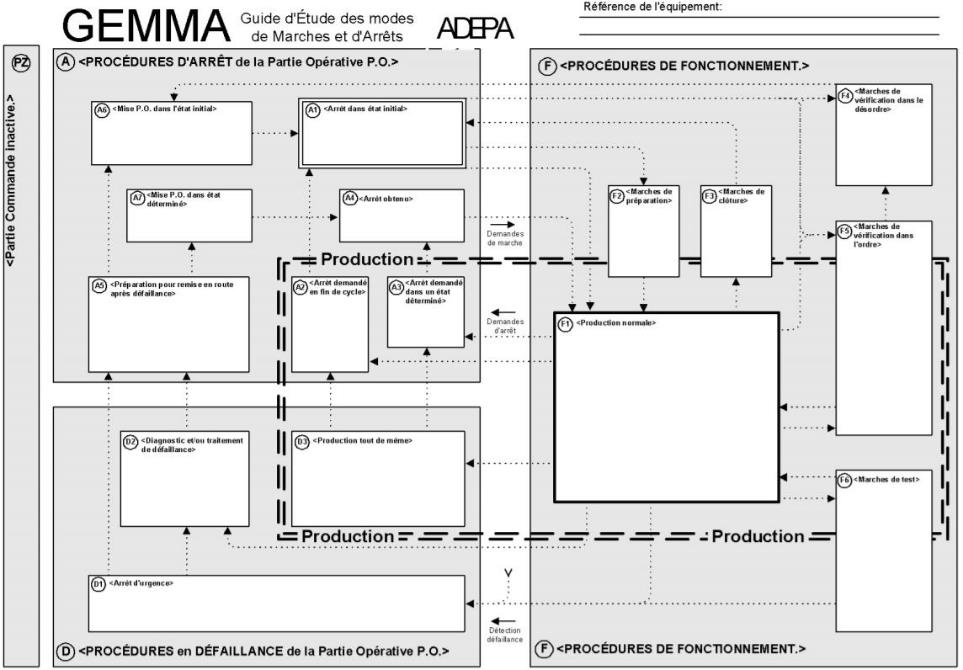 GEMMA
Guide d'Étude des modes
de Marches et d'Arrêts
ADEPA
Référence de l'équipement:
PZ
<Partie Commande inactive.>
A <PROCÉDURES D'ARRÊT de la Partie Opérative P.O.>
F <PROCÉDURES DE FONCTIONNEMENT.>
A6 <Mise P.O. dans l'état initial>
A1 <Arrêt dans état initial>
F4 <Marches de
vérification dans le
désordre>
A7 <Mise P.O. dans état
déterminé>
A4 <Arrêt obtenu>
F2 <Marches de
préparation>
F3 <Marches de
clôture>
F5 <Marches de
vérification dans
l'ordre>
Demandes
de marche
Production
A5 <Préparation pour remise en route
après défaillance>
A2 <Arrêt demandé
en fin de cycle>
A3 <Arrêt demandé
dans un état
déterminé>
Demandes
d'arrêt
F1 <Production normale>
D2 <Diagnostic et/ou traitement
de défaillance>
D3 <Production tout de même>
F6 <Marches de test>
Production
Production
D1 <Arrêt d'urgence>
Détection
défaillance
D <PROCÉDURES en DÉFAILLANCE de la Partie Opérative P.O.>
F <PROCÉDURES DE FONCTIONNEMENT.>